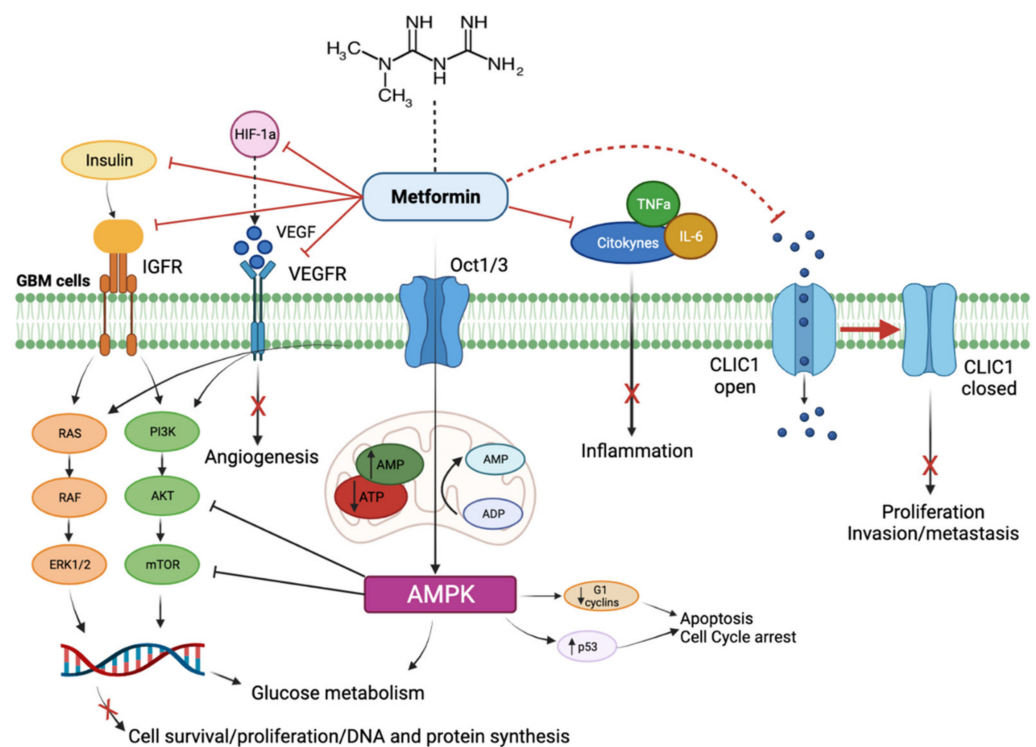 NH
NH
H₃C
N
N
H
NH₂
CH₃
HIF-1a
Insulin
Metformin
TNFa
Citokynes
IL-6
VEGF
IGFR
VEGFR
Oct1/3
GBM cells
CLIC1
open
CLIC1
closed
RAS
PI3K
Angiogenesis
Inflammation
AMP
ATP
AMP
ADP
RAF
AKT
Proliferation
Invasion/metastasis
ERK1/2
mTOR
AMPK
G1
cyclins
p53
Apoptosis
Cell Cycle arrest
Glucose metabolism
Cell survival/proliferation/DNA and protein synthesis